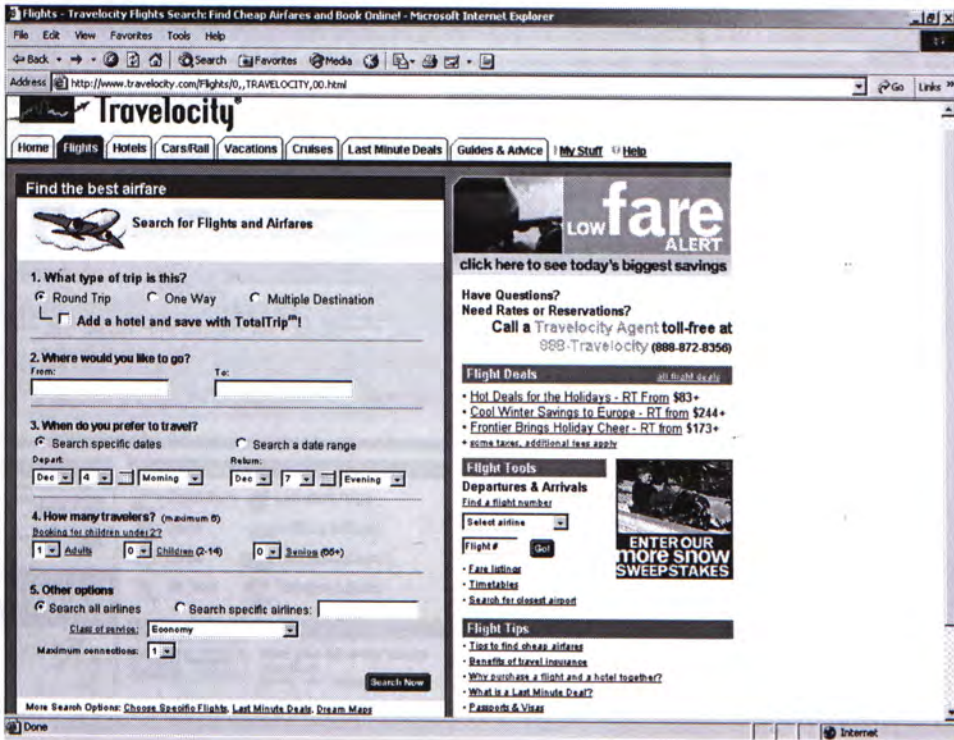 Flights - Travelocity Flights Search: Find Cheap Airfares and Book Online! - Microsoft Internet Explorer
File Edit View Favorites Tools Help
Back Search Favorites Media
Address http://www.travelocity.com/Flights/0,,TRAVELOCITY,00.html Go Links »
Travelocity®
Home Flights Hotels Cars/Rail Vacations Cruises Last Minute Deals Guides & Advice My Stuff Help
Find the best airfare
Search for Flights and Airfares
1. What type of trip is this?
Round Trip One Way Multiple Destination
Add a hotel and save with TotalTrip℠!
2. Where would you like to go?
From: To:
3. When do you prefer to travel?
Search specific dates Search a date range
Depart: Return:
Dec 4 Morning Dec 7 Evening
4. How many travelers? (maximum 6)
Booking for children under 2?
1 Adults 0 Children (2-14) 0 Seniors (65+)
5. Other options
Search all airlines Search specific airlines:
Class of service: Economy
Maximum connections: 1
Search Now
More Search Options: Choose Specific Flights, Last Minute Deals, Dream Maps
LOW fare
ALERT
click here to see today's biggest savings
Have Questions?
Need Rates or Reservations?
Call a Travelocity Agent toll-free at
888-Travelocity (888-872-8356)
Flight Deals all flight deals
• Hot Deals for the Holidays - RT From $83+
• Cool Winter Savings to Europe - RT from $244+
• Frontier Brings Holiday Cheer - RT from $173+
+ some taxes, additional fees apply
Flight Tools
Departures & Arrivals
Find a flight number
Select airline
Flight # Go!
• Fare listings
• Timetables
• Search for closest airport
ENTER OUR
more snow
SWEEPSTAKES
Flight Tips
• Tips to find cheap airfares
• Benefits of travel insurance
• Why purchase a flight and a hotel together?
• What is a Last Minute Deal?
• Passports & Visas
Done Internet